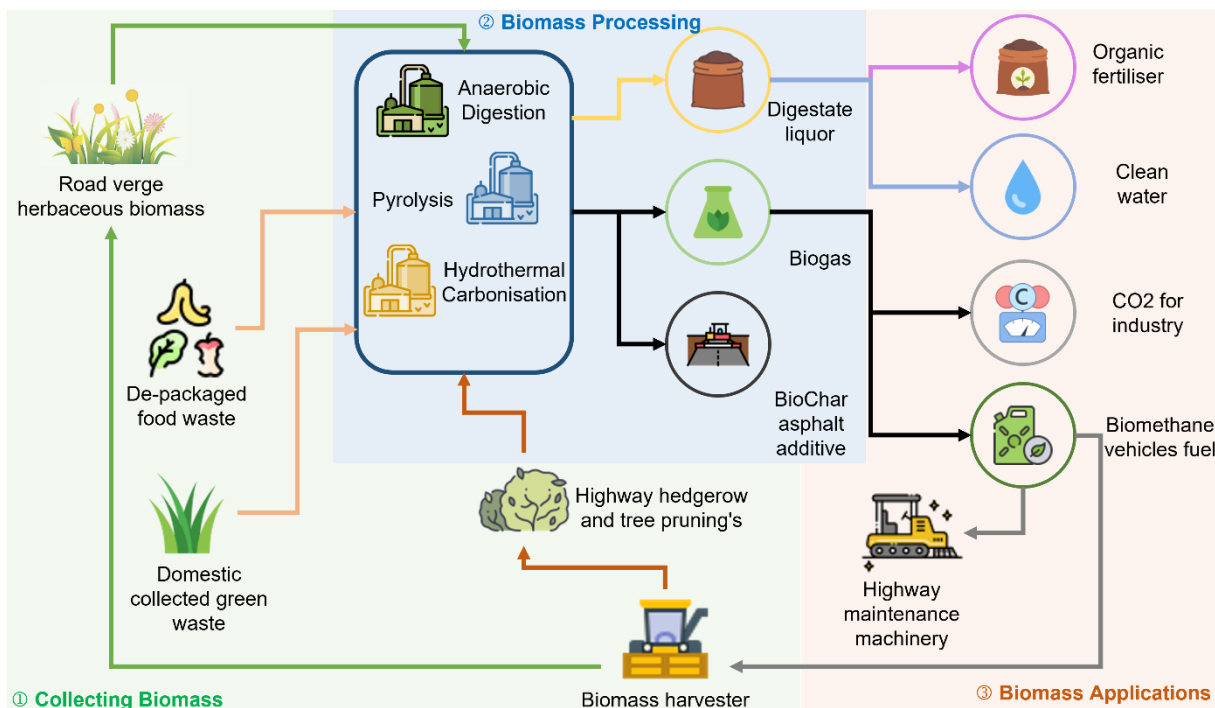 ② Biomass Processing
Anaerobic
Digestion
Pyrolysis
Hydrothermal
Carbonisation
Road verge
herbaceous biomass
De-packaged
food waste
Domestic
collected green
waste
Highway hedgerow
and tree pruning's
Biomass harvester
① Collecting Biomass
Digestate
liquor
Biogas
BioChar
asphalt
additive
Organic
fertiliser
Clean
water
C
CO2 for
industry
Biomethane
vehicles fuel
Highway
maintenance
machinery
③ Biomass Applications